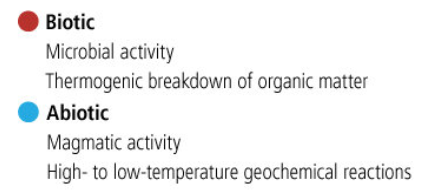 Biotic
Microbial activity
Thermogenic breakdown of organic matter
Abiotic
Magmatic activity
High- to low-temperature geochemical reactions